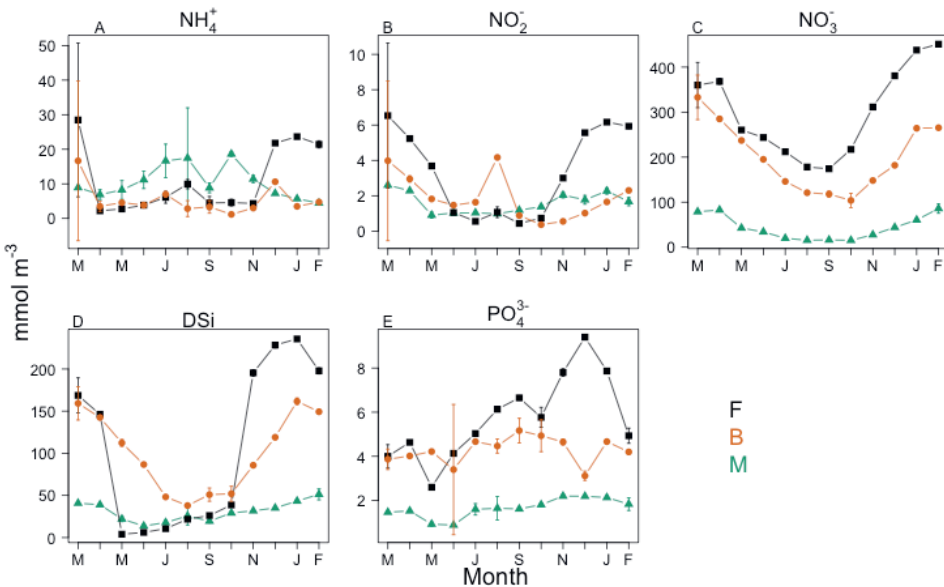 A NH₄⁺
B NO₂⁻
C NO₃⁻
50
40
30
20
10
0
M M J S N J F
10
8
6
4
2
0
M M J S N J F
400
300
200
100
0
M M J S N J F
mmol m⁻³
D DSi
E PO₄³⁻
200
150
100
50
0
M M J S N J F
8
6
4
2
M M J S N J F
F
B
M
Month